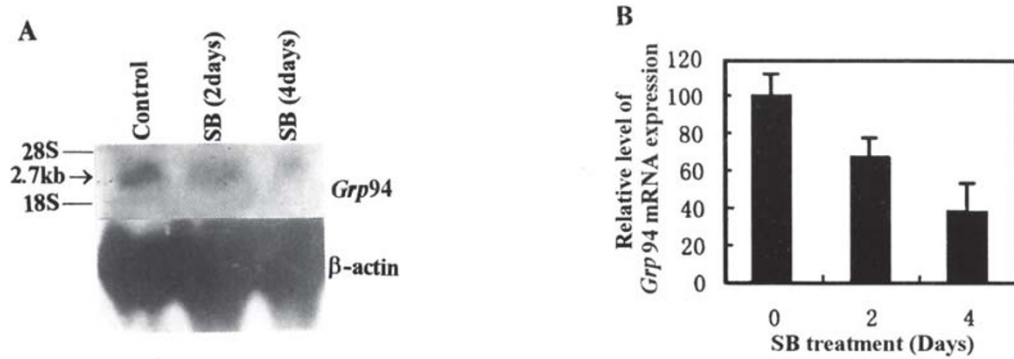 A
Control
SB (2days)
SB (4days)
28S
2.7kb
18S
Grp94
β-actin
B
Relative level of
Grp 94 mRNA expression
120
100
80
60
40
20
0
0 2 4
SB treatment (Days)